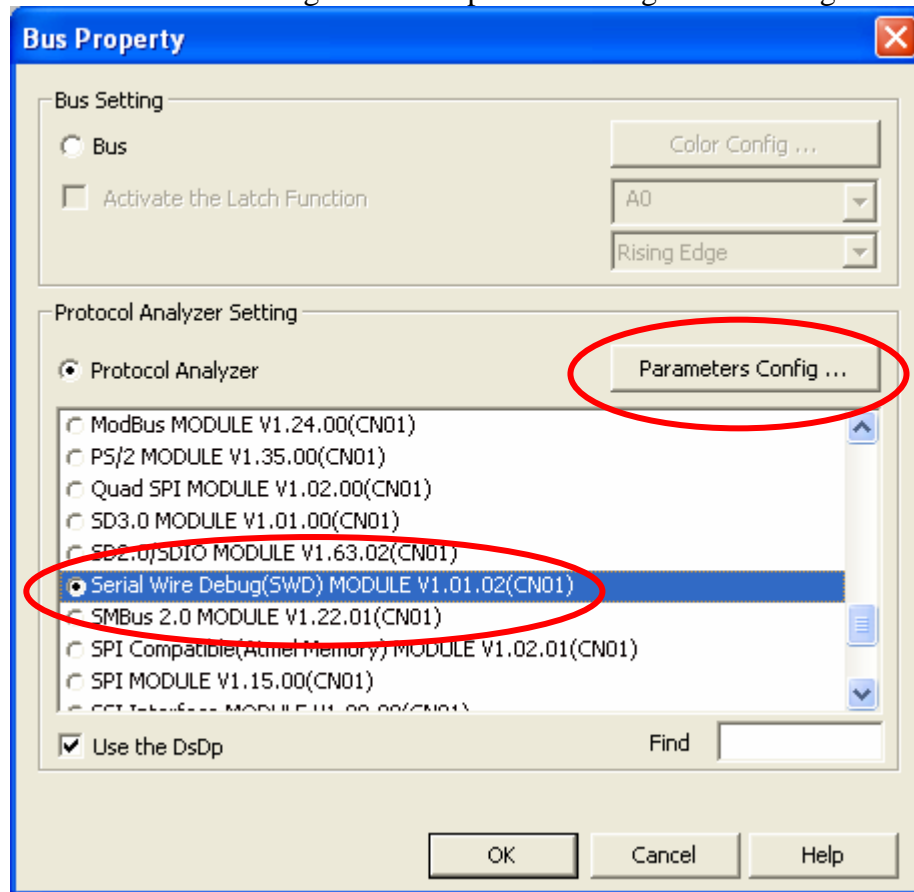 Bus Property
Bus Setting
Bus
Color Config ...
Activate the Latch Function
A0
Rising Edge
Protocol Analyzer Setting
Protocol Analyzer
Parameters Config ...
ModBus MODULE V1.24.00(CN01)
PS/2 MODULE V1.35.00(CN01)
Quad SPI MODULE V1.02.00(CN01)
SD3.0 MODULE V1.01.00(CN01)
SD2.0/SDIO MODULE V1.63.02(CN01)
Serial Wire Debug(SWD) MODULE V1.01.02(CN01)
SMBus 2.0 MODULE V1.22.01(CN01)
SPI Compatible(Atmel Memory) MODULE V1.02.01(CN01)
SPI MODULE V1.15.00(CN01)
Use the DsDp
Find
OK
Cancel
Help